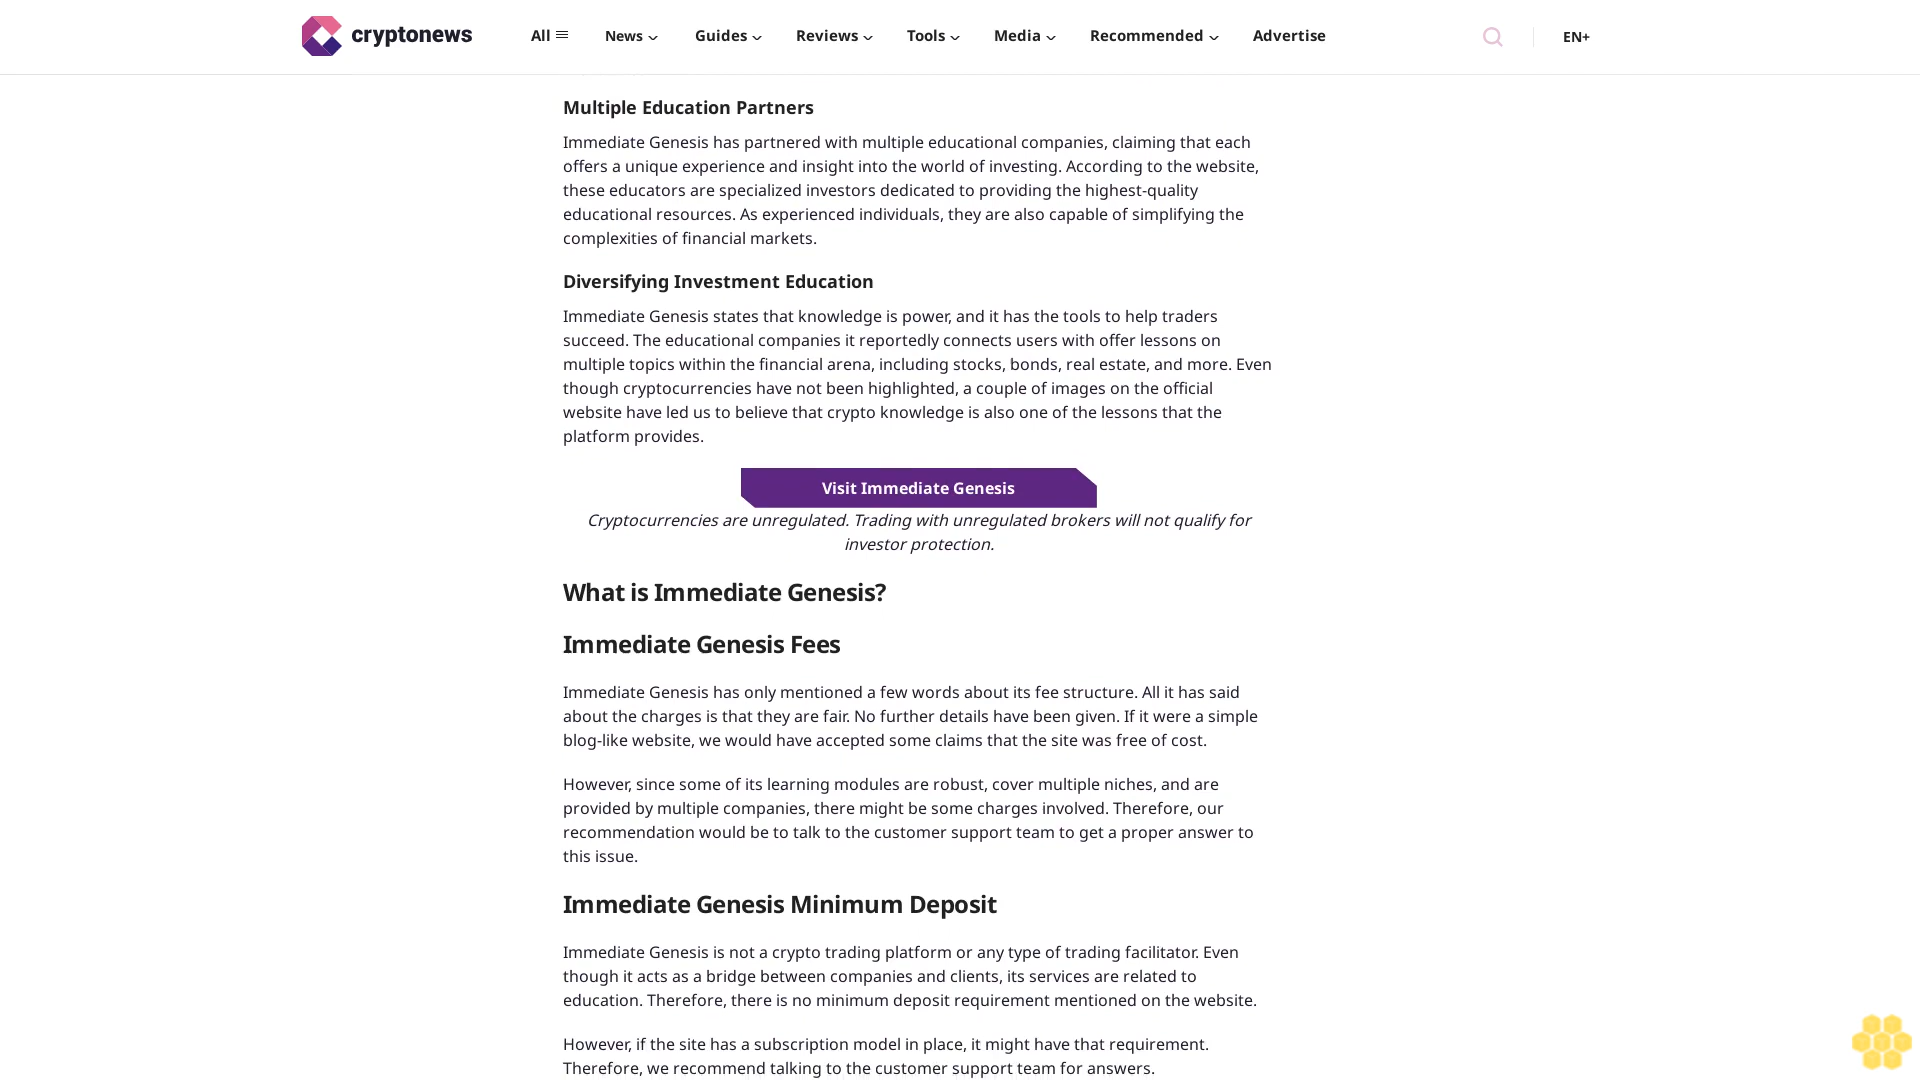 cryptonews
All
News
Guides
Reviews
Tools
Media
Recommended
Advertise
EN+
Multiple Education Partners
Immediate Genesis has partnered with multiple educational companies, claiming that each
offers a unique experience and insight into the world of investing. According to the website,
these educators are specialized investors dedicated to providing the highest-quality
educational resources. As experienced individuals, they are also capable of simplifying the
complexities of financial markets.
Diversifying Investment Education
Immediate Genesis states that knowledge is power, and it has the tools to help traders
succeed. The educational companies it reportedly connects users with offer lessons on
multiple topics within the financial arena, including stocks, bonds, real estate, and more. Even
though cryptocurrencies have not been highlighted, a couple of images on the official
website have led us to believe that crypto knowledge is also one of the lessons that the
platform provides.
Visit Immediate Genesis
Cryptocurrencies are unregulated. Trading with unregulated brokers will not qualify for
investor protection.
What is Immediate Genesis?
Immediate Genesis Fees
Immediate Genesis has only mentioned a few words about its fee structure. All it has said
about the charges is that they are fair. No further details have been given. If it were a simple
blog-like website, we would have accepted some claims that the site was free of cost.
However, since some of its learning modules are robust, cover multiple niches, and are
provided by multiple companies, there might be some charges involved. Therefore, our
recommendation would be to talk to the customer support team to get a proper answer to
this issue.
Immediate Genesis Minimum Deposit
Immediate Genesis is not a crypto trading platform or any type of trading facilitator. Even
though it acts as a bridge between companies and clients, its services are related to
education. Therefore, there is no minimum deposit requirement mentioned on the website.
However, if the site has a subscription model in place, it might have that requirement.
Therefore, we recommend talking to the customer support team for answers.